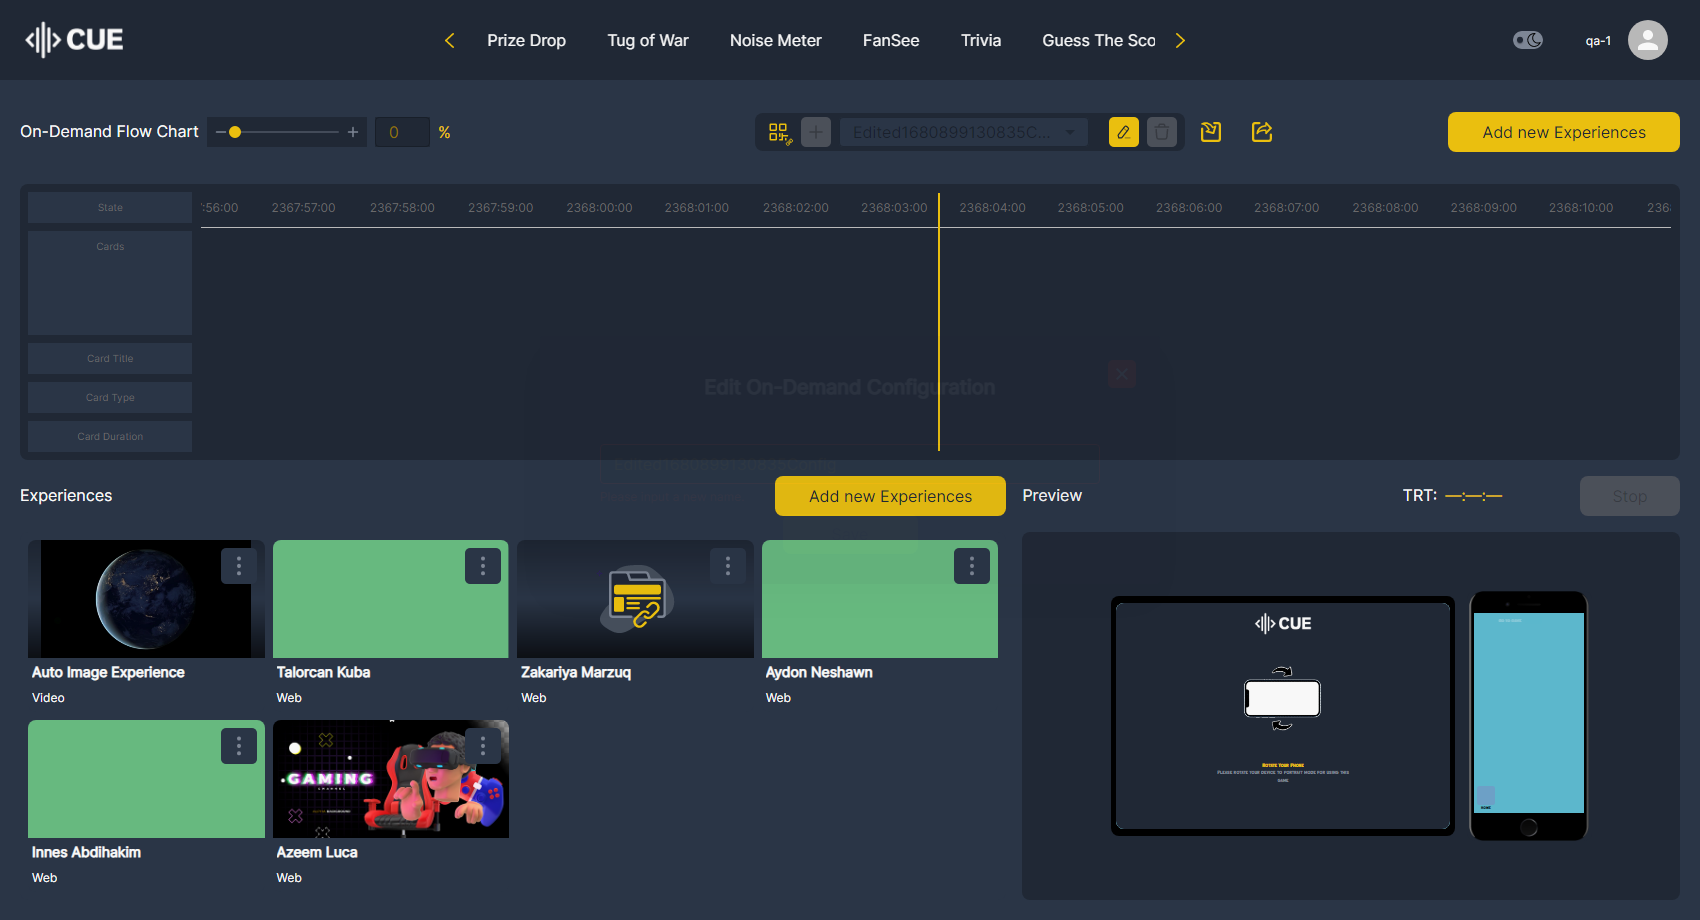 CUE
Prize Drop
Tug of War
Noise Meter
FanSee
Trivia
Guess The Sco
qa-1
On-Demand Flow Chart
0
%
Edited1680899130835C...
Add new Experiences
State
:56:00
2367:57:00
2367:58:00
2367:59:00
2368:00:00
2368:01:00
2368:02:00
2368:03:00
2368:04:00
2368:05:00
2368:06:00
2368:07:00
2368:08:00
2368:09:00
2368:10:00
2368
Cards
Card Title
Card Type
Card Duration
Edit On-Demand Configuration
Experiences
Add new Experiences
Preview
TRT: —:—:—
Stop
Auto Image Experience
Video
Talorcan Kuba
Web
Zakariya Marzuq
Web
Aydon Neshawn
Web
GAMING
CHANNEL
Innes Abdihakim
Web
Azeem Luca
Web
CUE
Rotate Your Phone
Please rotate your device to portrait mode for using this
game
HOME